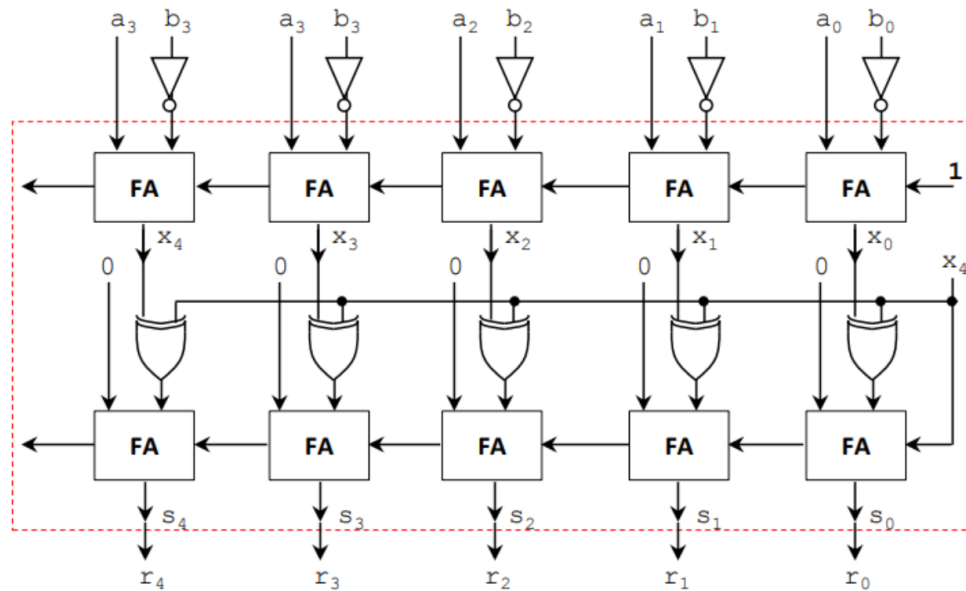 a₃ b₃ a₃ b₃ a₂ b₂ a₁ b₁ a₀ b₀
FA FA FA FA FA 1
x₄ x₃ x₂ x₁ x₀
0 0 0 0 0 x₄
FA FA FA FA FA
s₄ s₃ s₂ s₁ s₀
r₄ r₃ r₂ r₁ r₀